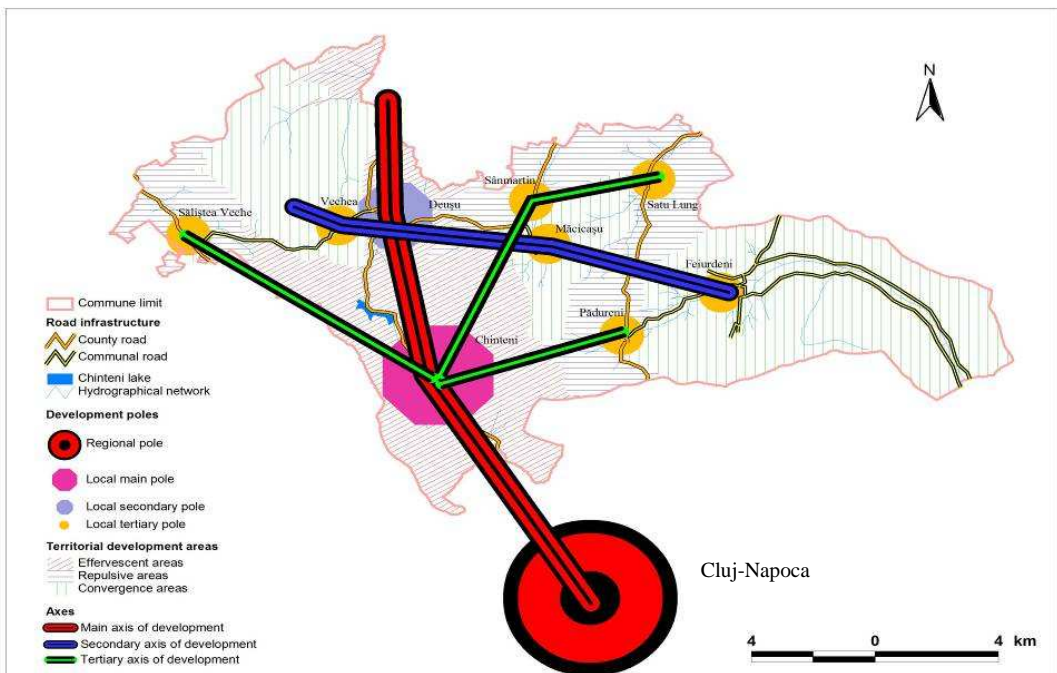 N
Sânmartin
Satu Lung
Vechea
Deușu
Săliștea Veche
Măcicașu
Feiurdeni
Pădureni
Chinteni
Commune limit
Road infrastructure
County road
Communal road
Chinteni lake
Hydrographical network
Development poles
Regional pole
Local main pole
Local secondary pole
Local tertiary pole
Territorial development areas
Effervescent areas
Repulsive areas
Convergence areas
Axes
Main axis of development
Secondary axis of development
Tertiary axis of development
Cluj-Napoca
4 0 4 km